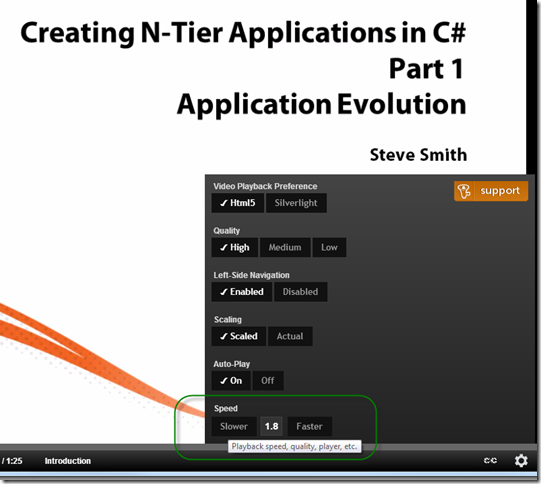 Creating N-Tier Applications in C#
Part 1
Application Evolution
Steve Smith
support
Video Playback Preference
✓ Html5 Silverlight
Quality
✓ High Medium Low
Left-Side Navigation
✓ Enabled Disabled
Scaling
✓ Scaled Actual
Auto-Play
✓ On Off
Speed
Slower 1.8 Faster
Playback speed, quality, player, etc.
/ 1:25 Introduction CC